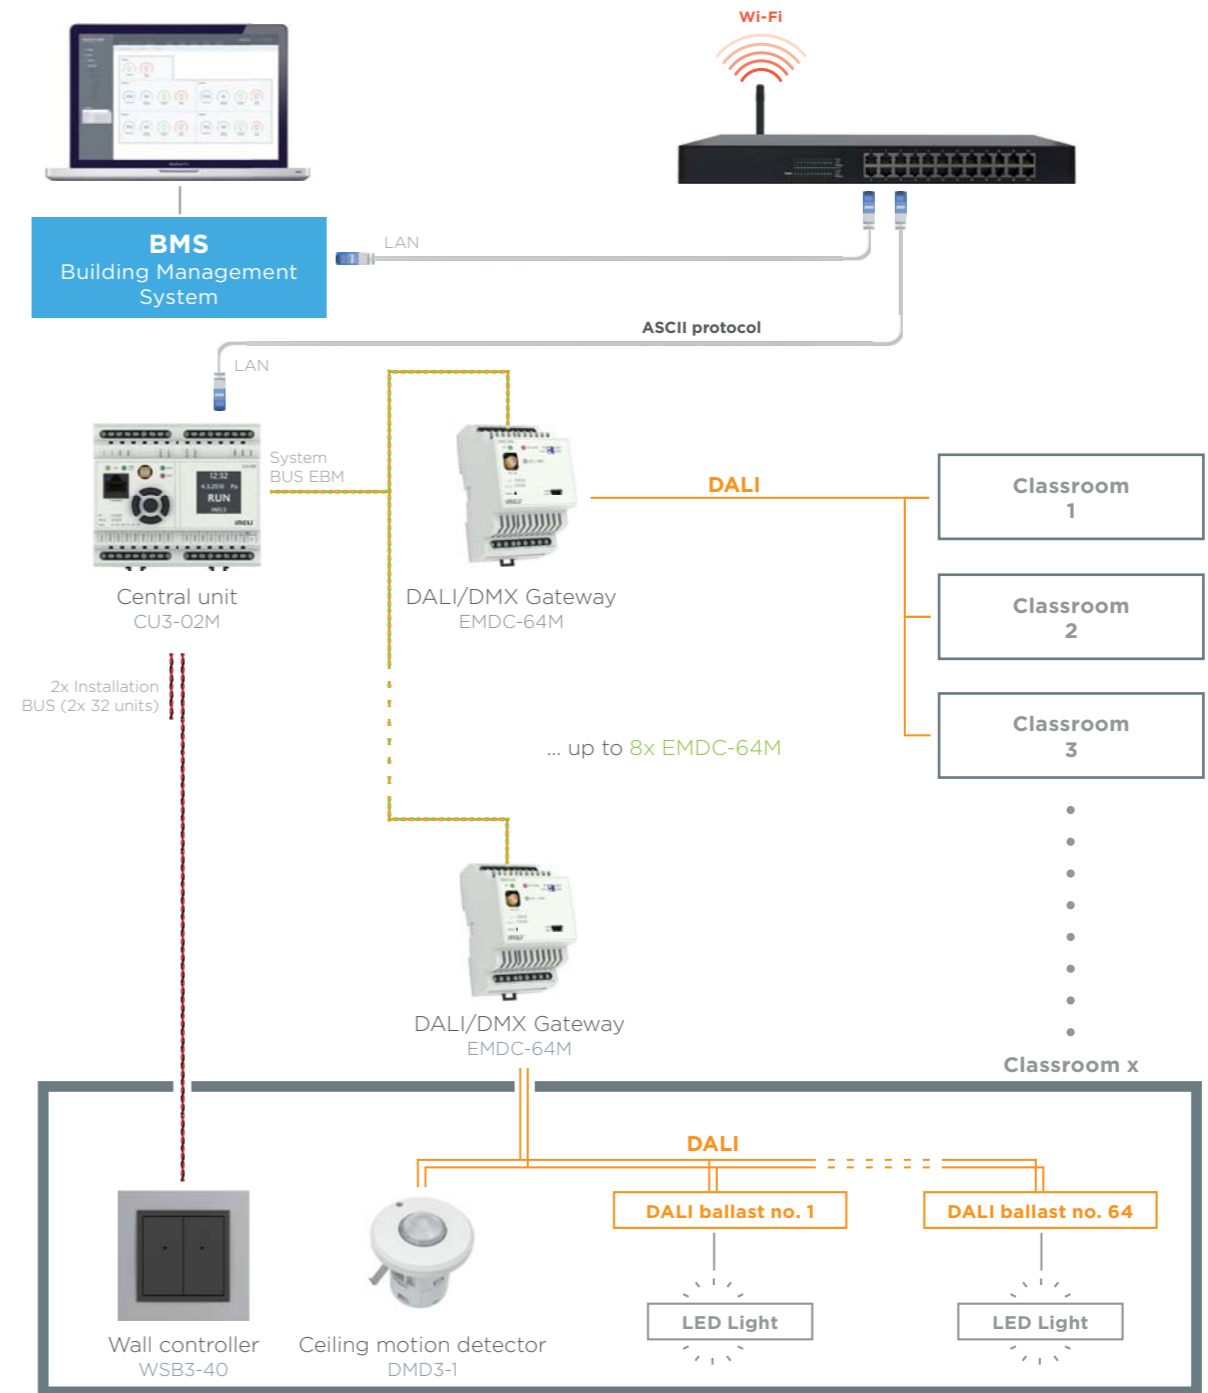 Wi-Fi
BMS
Building Management
System
LAN
ASCII protocol
LAN
System
BUS EBM
12:32
RUN
DALI
Classroom
1
Central unit
CU3-02M
DALI/DMX Gateway
EMDC-64M
Classroom
2
2x Installation
BUS (2x 32 units)
... up to 8x EMDC-64M
Classroom
3
DALI/DMX Gateway
EMDC-64M
Classroom x
DALI
DALI ballast no. 1
DALI ballast no. 64
LED Light
LED Light
Wall controller
WSB3-40
Ceiling motion detector
DMD3-1